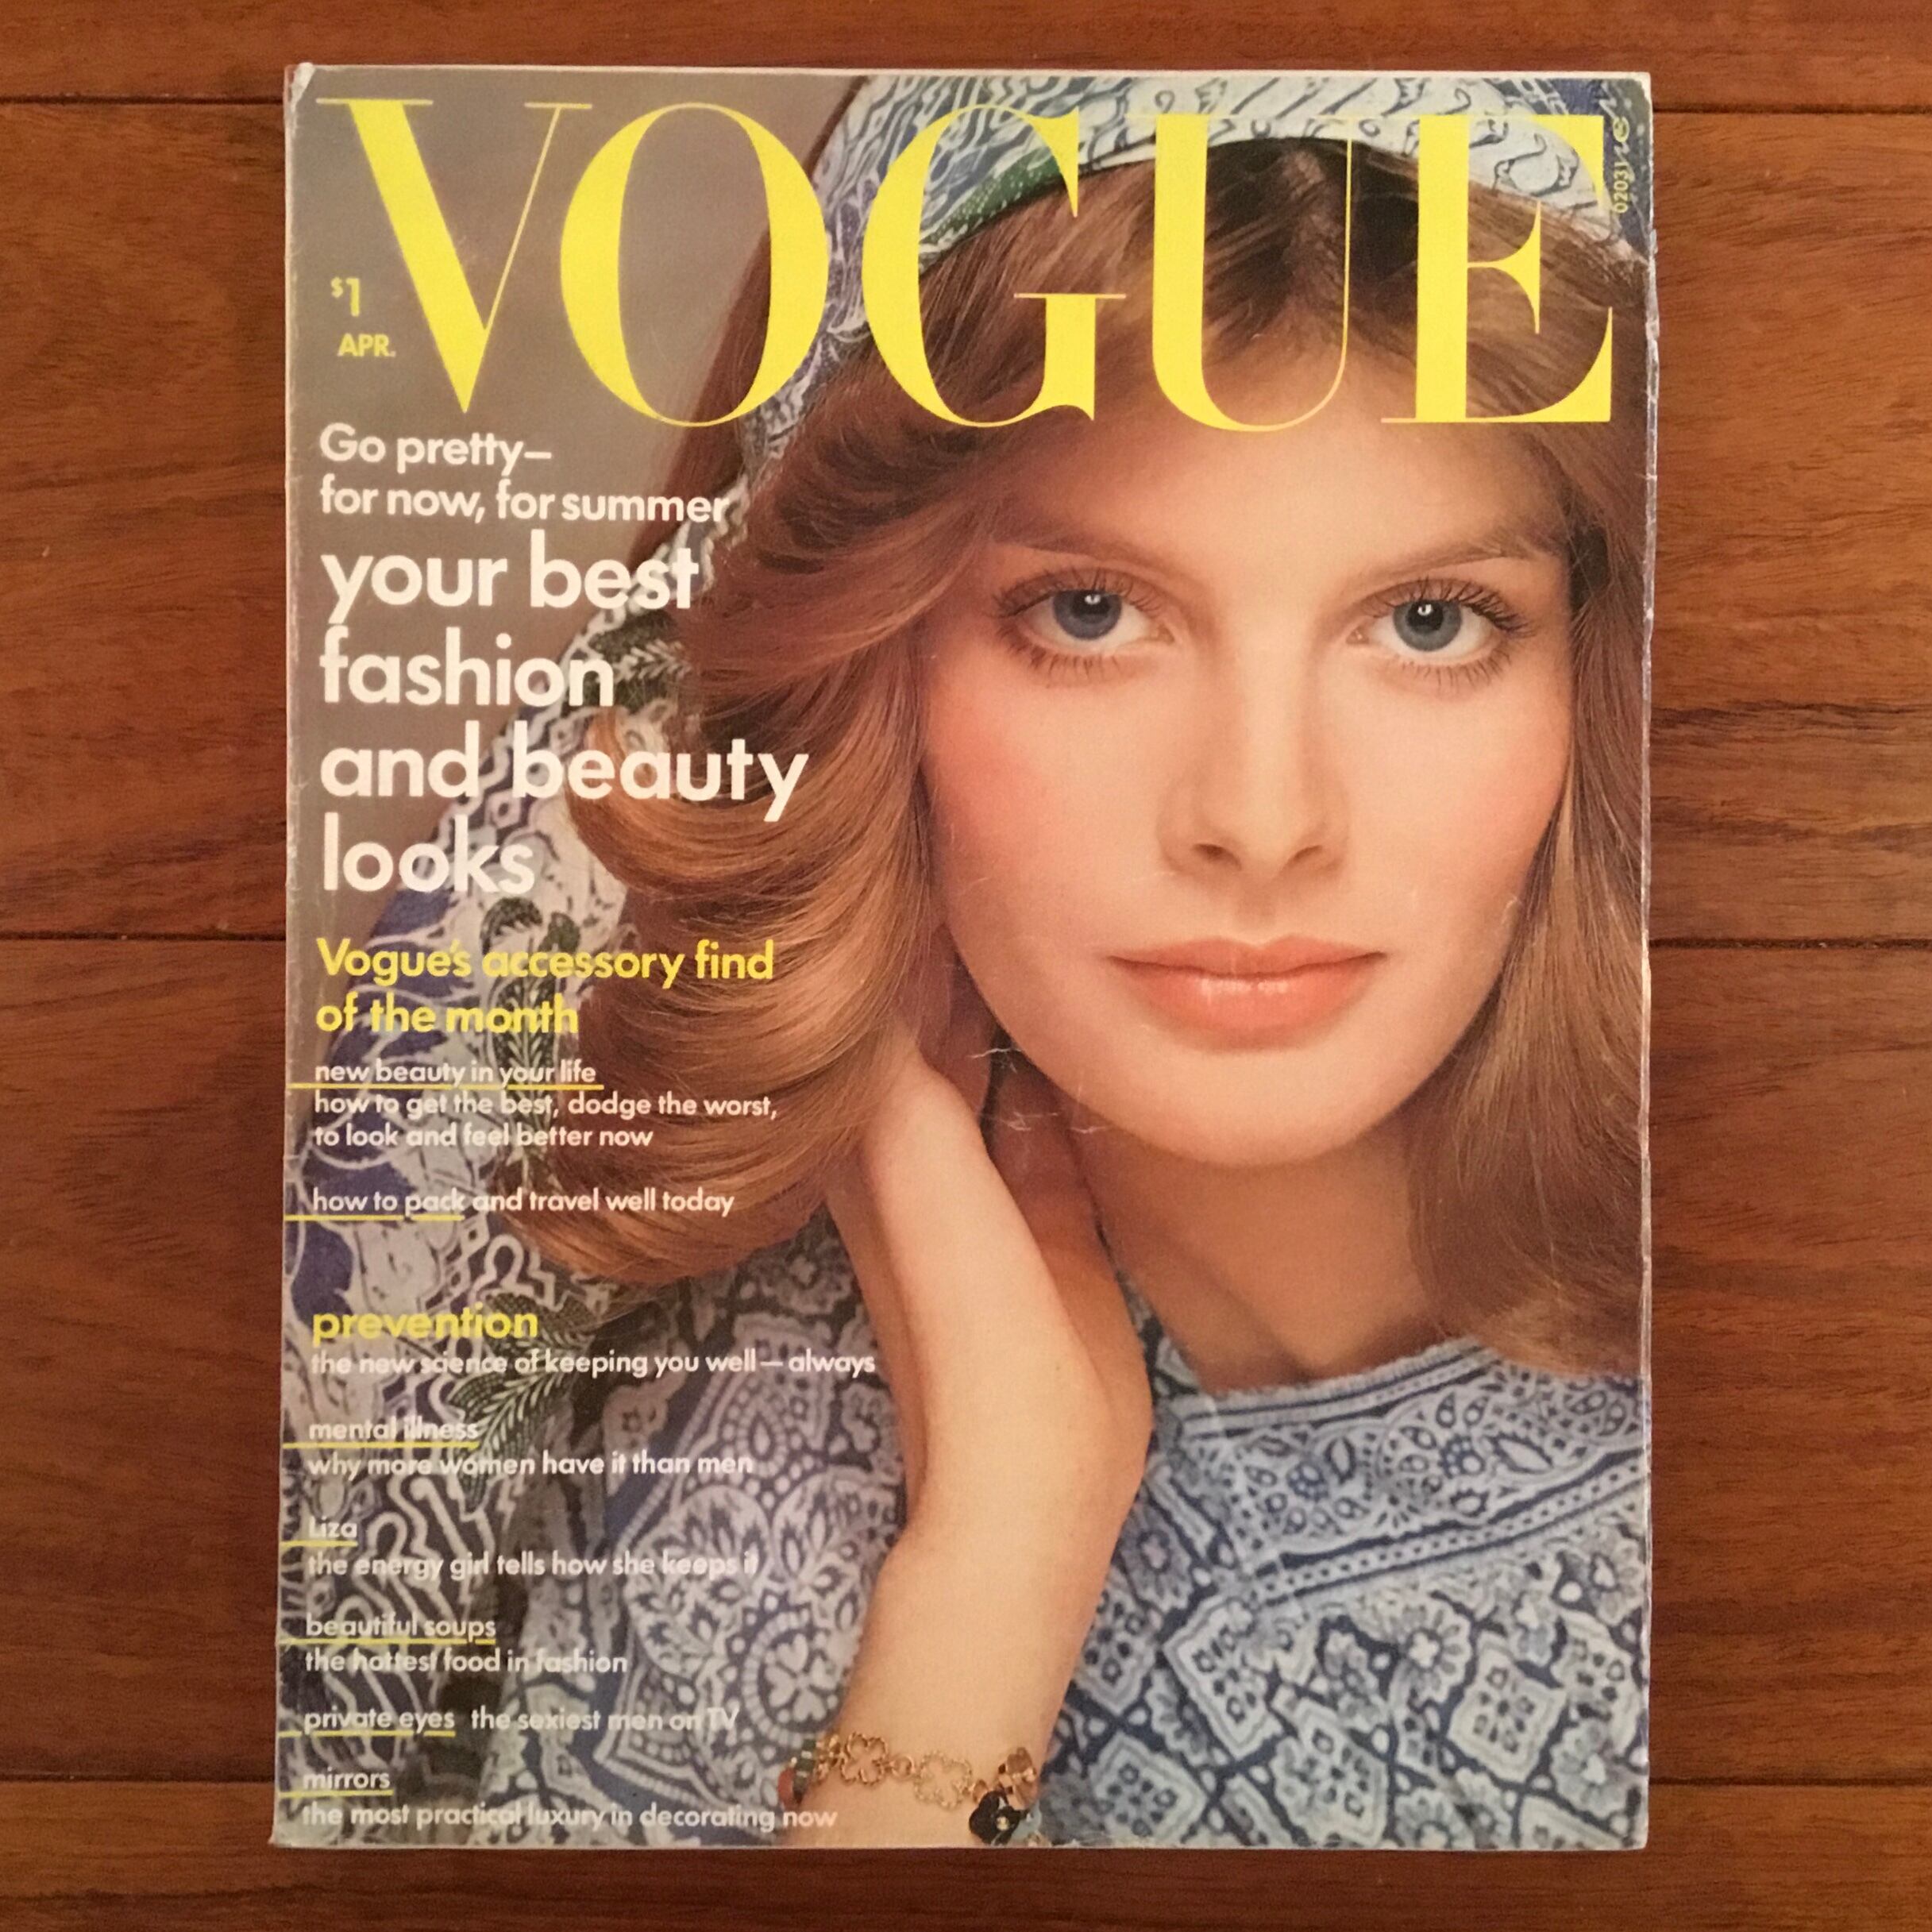 VOGUE
$1
APR.
02031
Go pretty–
for now, for summer
your best
fashion
and beauty
looks
Vogue's accessory find
of the month
new beauty in your life
how to get the best, dodge the worst,
to look and feel better now
how to pack and travel well today
prevention
the new science of keeping you well – always
mental illness
why more women have it than men
Liza
the energy girl tells how she keeps it
beautiful soups
the hottest food in fashion
private eyes the sexiest men on TV
mirrors
the most practical luxury in decorating now